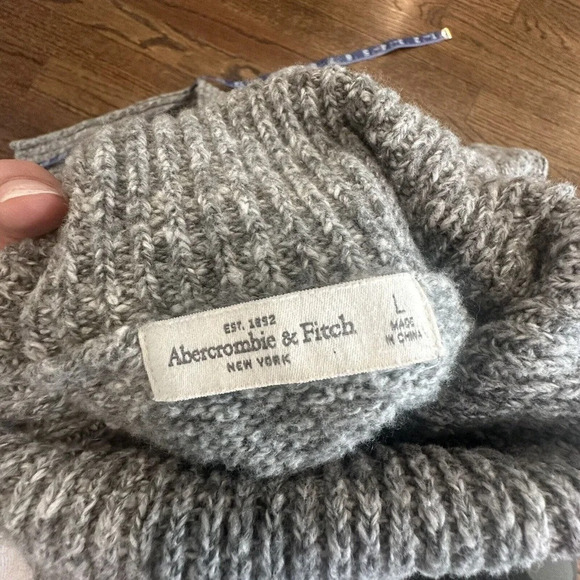 EST. 1892
Abercrombie & Fitch
NEW YORK
L
MADE
IN CHINA